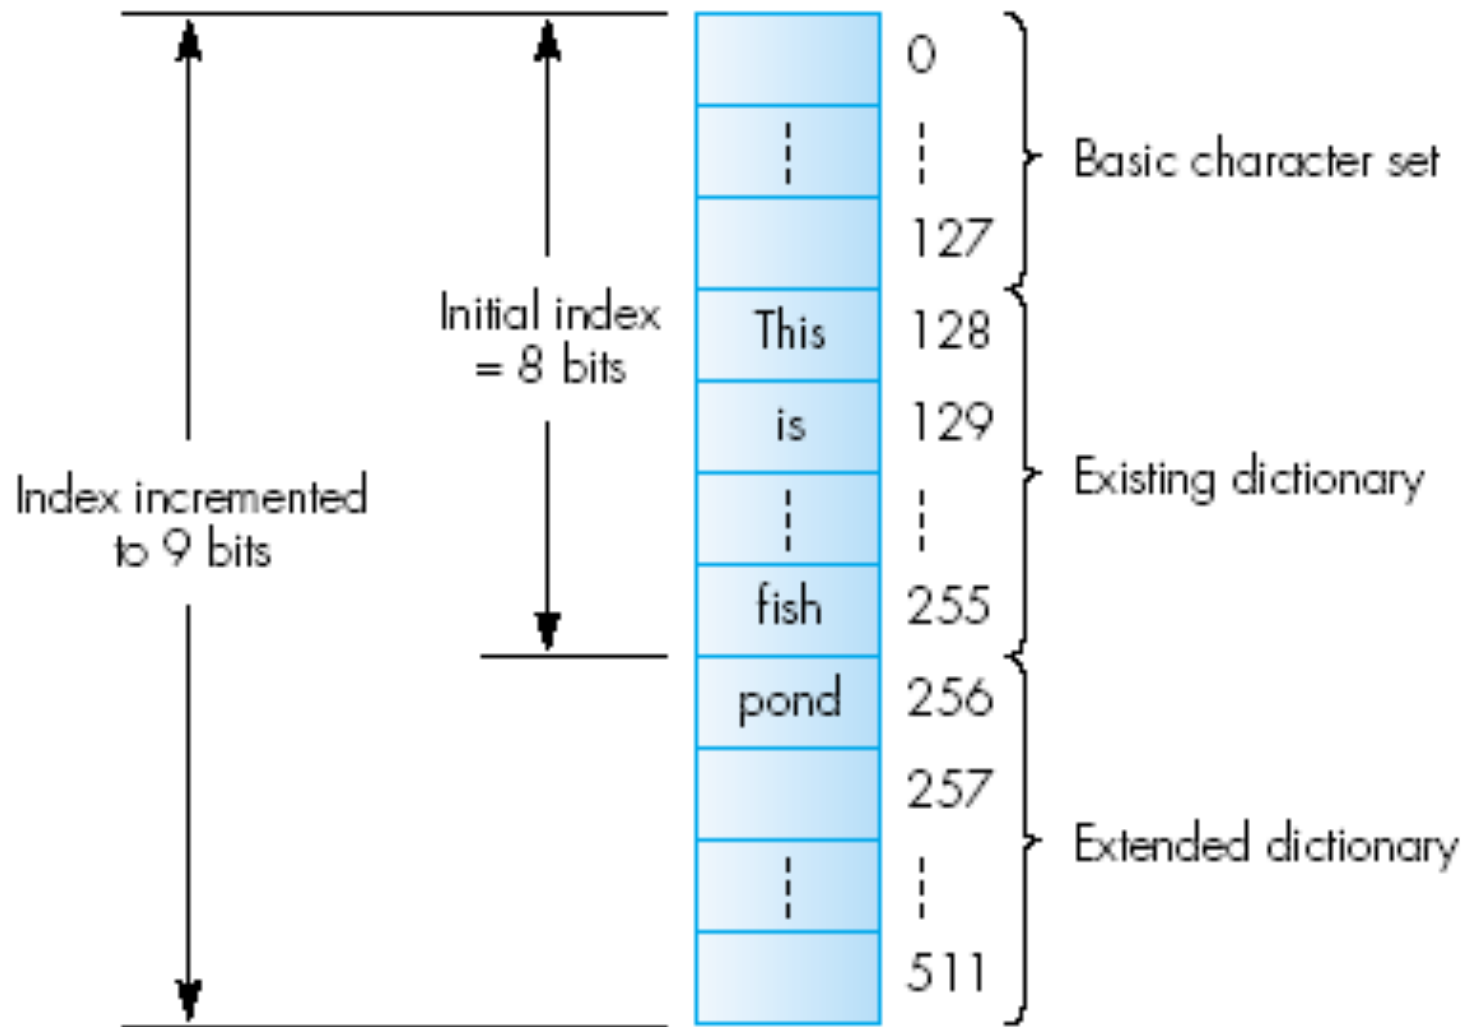 0
Basic character set
127
Initial index
= 8 bits
This 128
is 129
Index incremented
to 9 bits
Existing dictionary
fish 255
pond 256
257
Extended dictionary
511